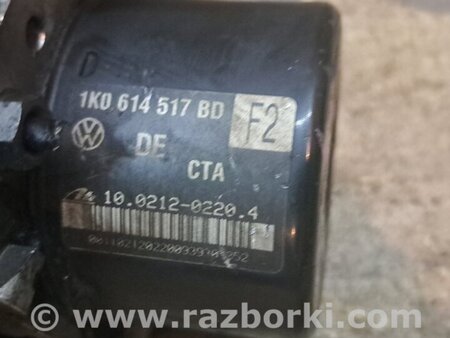 1K0 614 517 BD
F2
DE
CTA
10.0212-0220.4
www.razborki.com